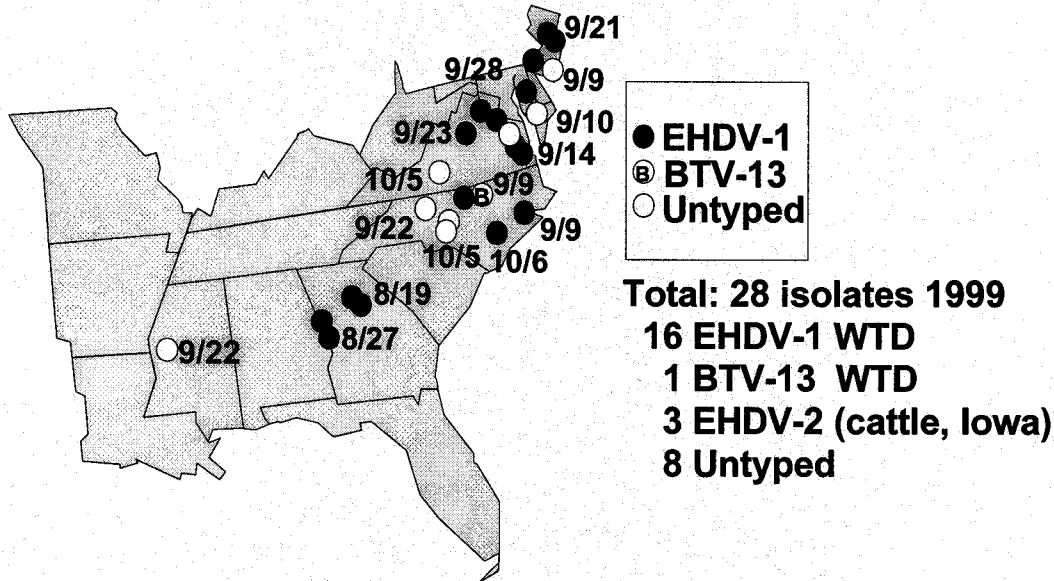 9/21
9/28
9/9
9/23
9/10
9/14
10/5
B
9/9
9/22
9/9
10/5
10/6
8/19
8/27
9/22
EHDV-1
B BTV-13
Untyped
Total: 28 isolates 1999
16 EHDV-1 WTD
1 BTV-13 WTD
3 EHDV-2 (cattle, Iowa)
8 Untyped